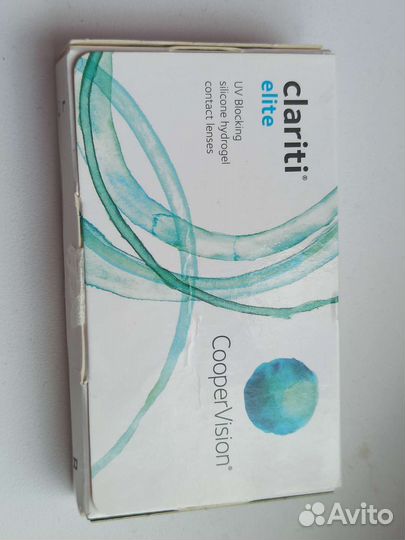 clariti®
elite
UV Blocking
silicone hydrogel
contact lenses
CooperVision®
Avito